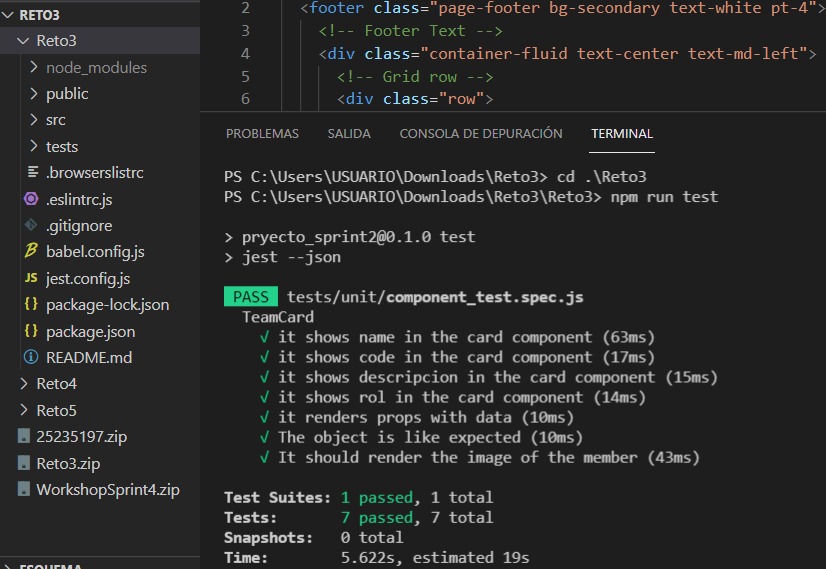 RETO3
Reto3
node_modules
public
src
tests
.browserslistrc
.eslintrc.js
.gitignore
babel.config.js
JS jest.config.js
{ } package-lock.json
{ } package.json
README.md
Reto4
Reto5
25235197.zip
Reto3.zip
WorkshopSprint4.zip
ESQUEMA
2 <footer class="page-footer bg-secondary text-white pt-4">
3 <!-- Footer Text -->
4 <div class="container-fluid text-center text-md-left">
5 <!-- Grid row -->
6 <div class="row">
PROBLEMAS SALIDA CONSOLA DE DEPURACIÓN TERMINAL
PS C:\Users\USUARIO\Downloads\Reto3> cd .\Reto3
PS C:\Users\USUARIO\Downloads\Reto3\Reto3> npm run test
> pryecto_sprint2@0.1.0 test
> jest --json
PASS tests/unit/component_test.spec.js
TeamCard
√ it shows name in the card component (63ms)
√ it shows code in the card component (17ms)
√ it shows descripcion in the card component (15ms)
√ it shows rol in the card component (14ms)
√ it renders props with data (10ms)
√ The object is like expected (10ms)
√ It should render the image of the member (43ms)
Test Suites: 1 passed, 1 total
Tests: 7 passed, 7 total
Snapshots: 0 total
Time: 5.622s, estimated 19s